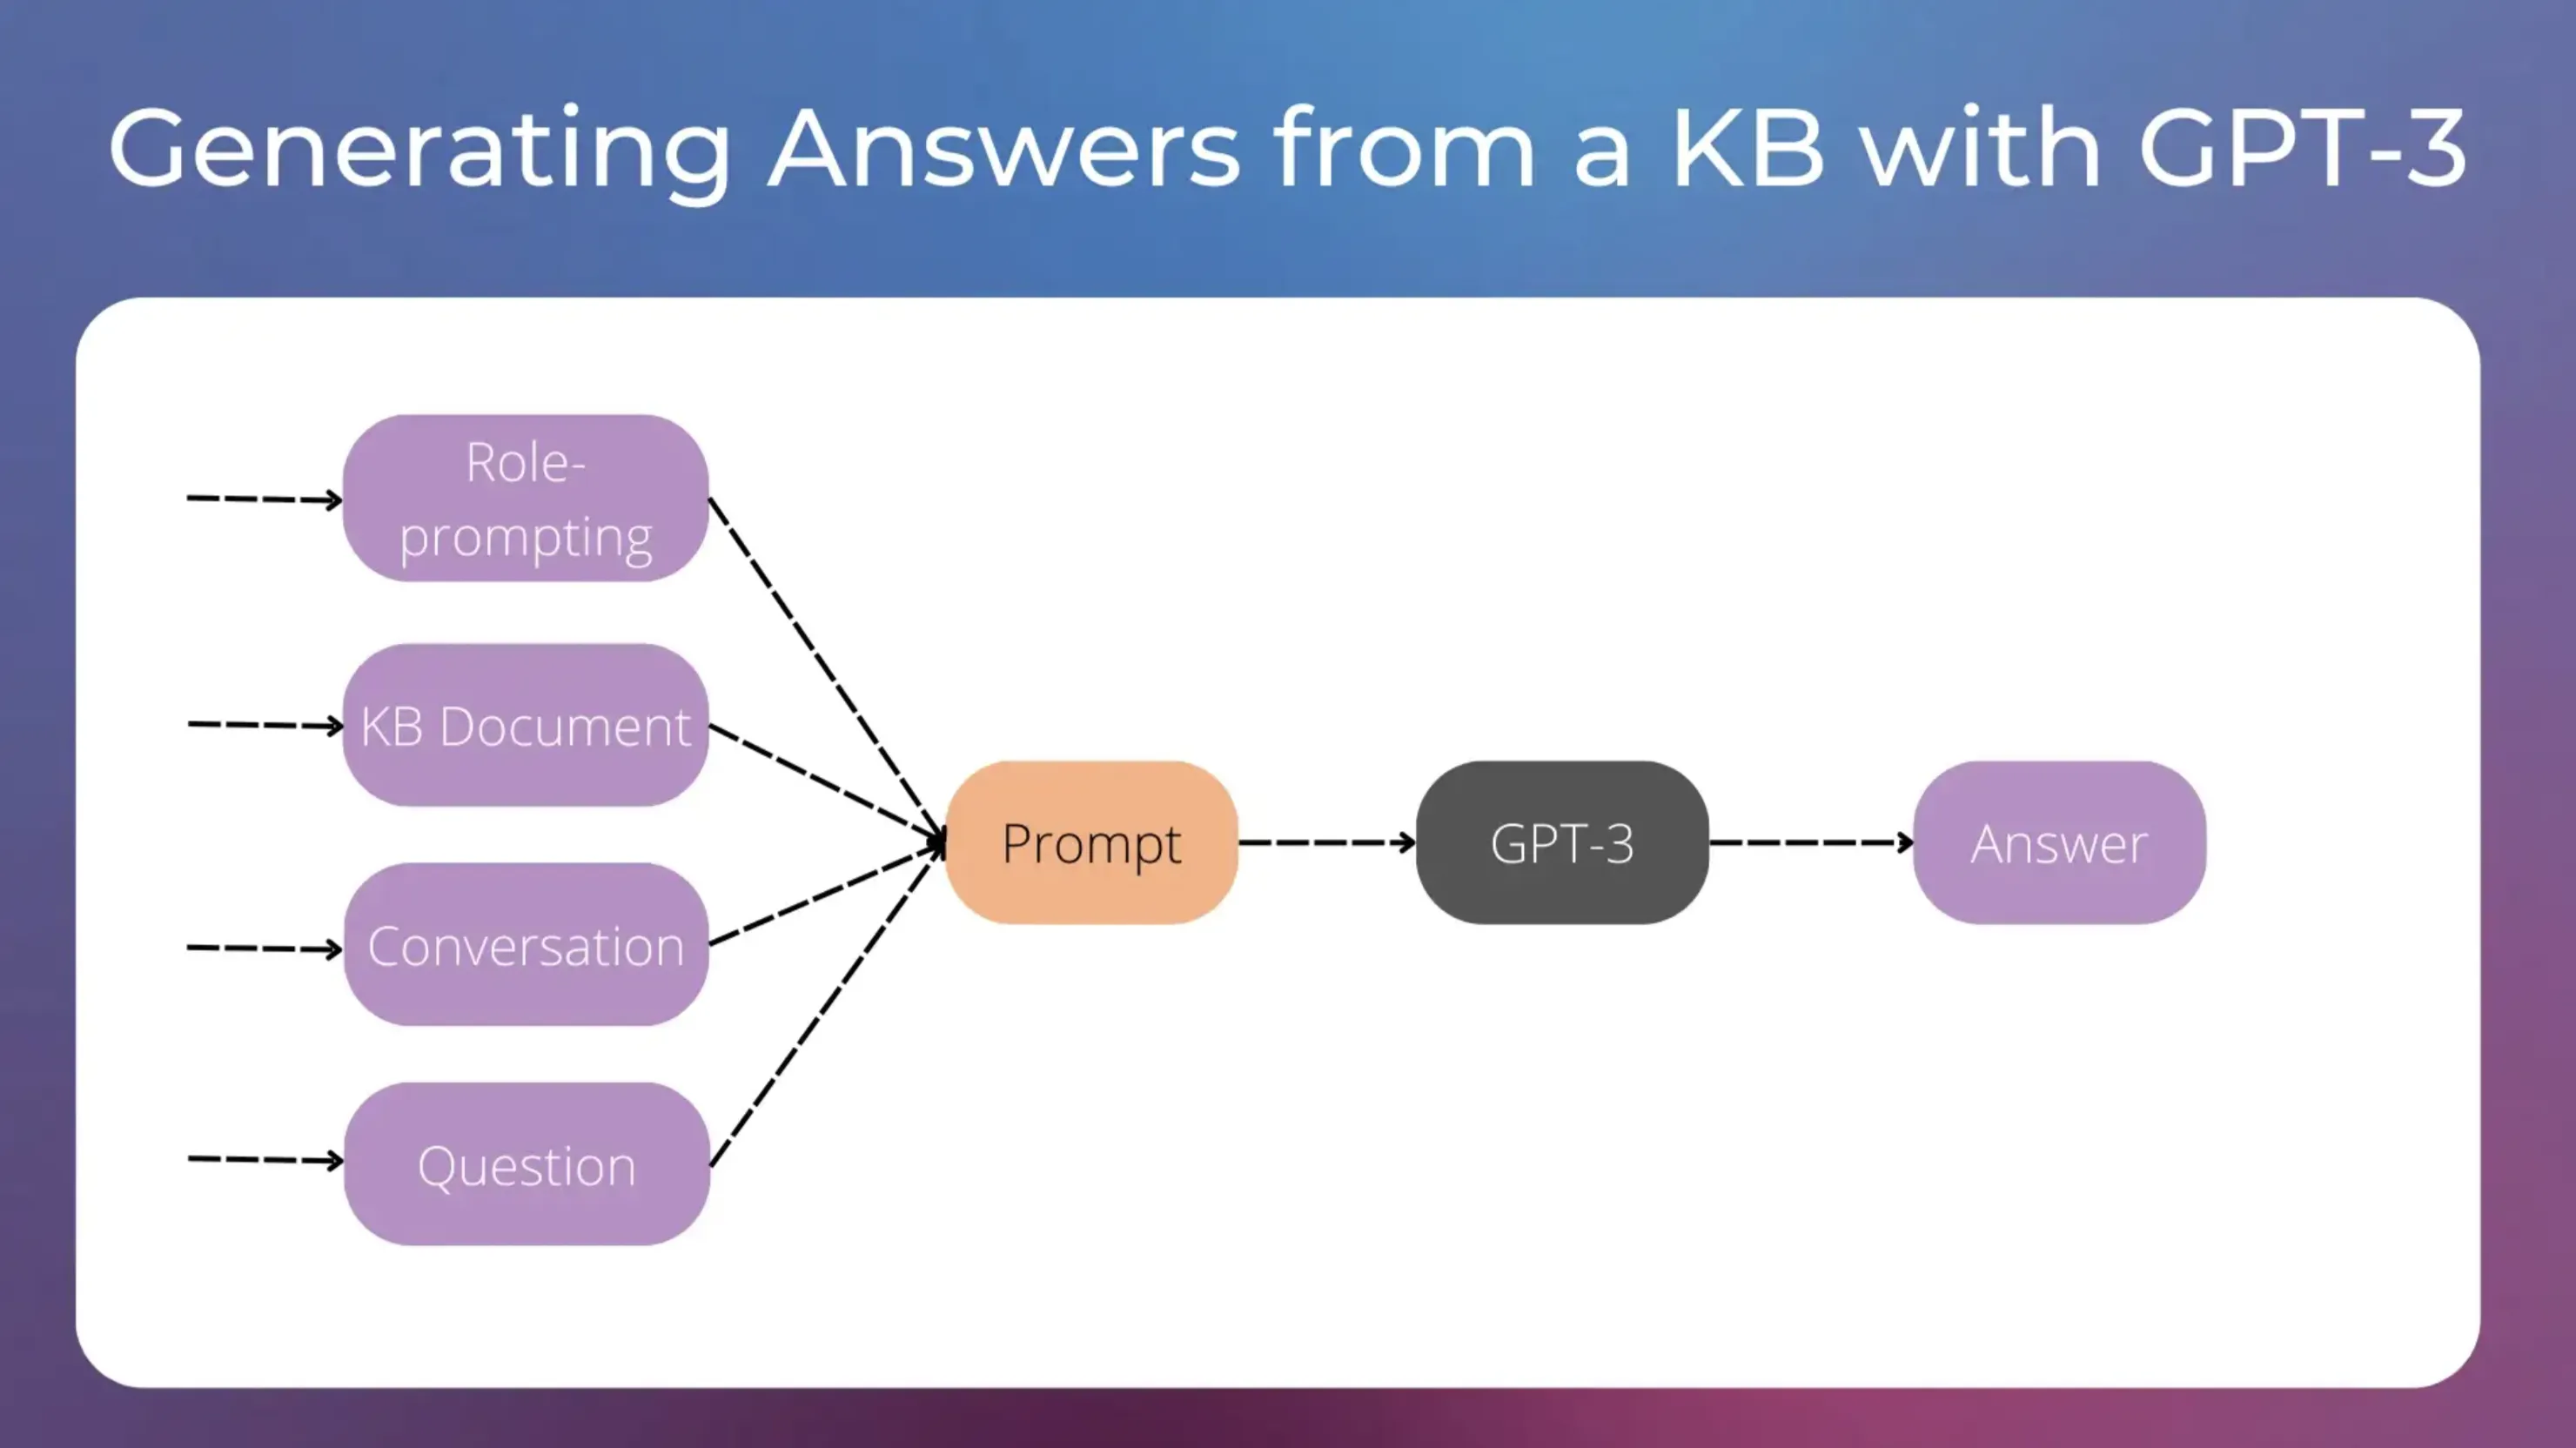 Generating Answers from a KB with GPT-3
Role-
prompting
KB Document
Conversation
Question
Prompt
GPT-3
Answer